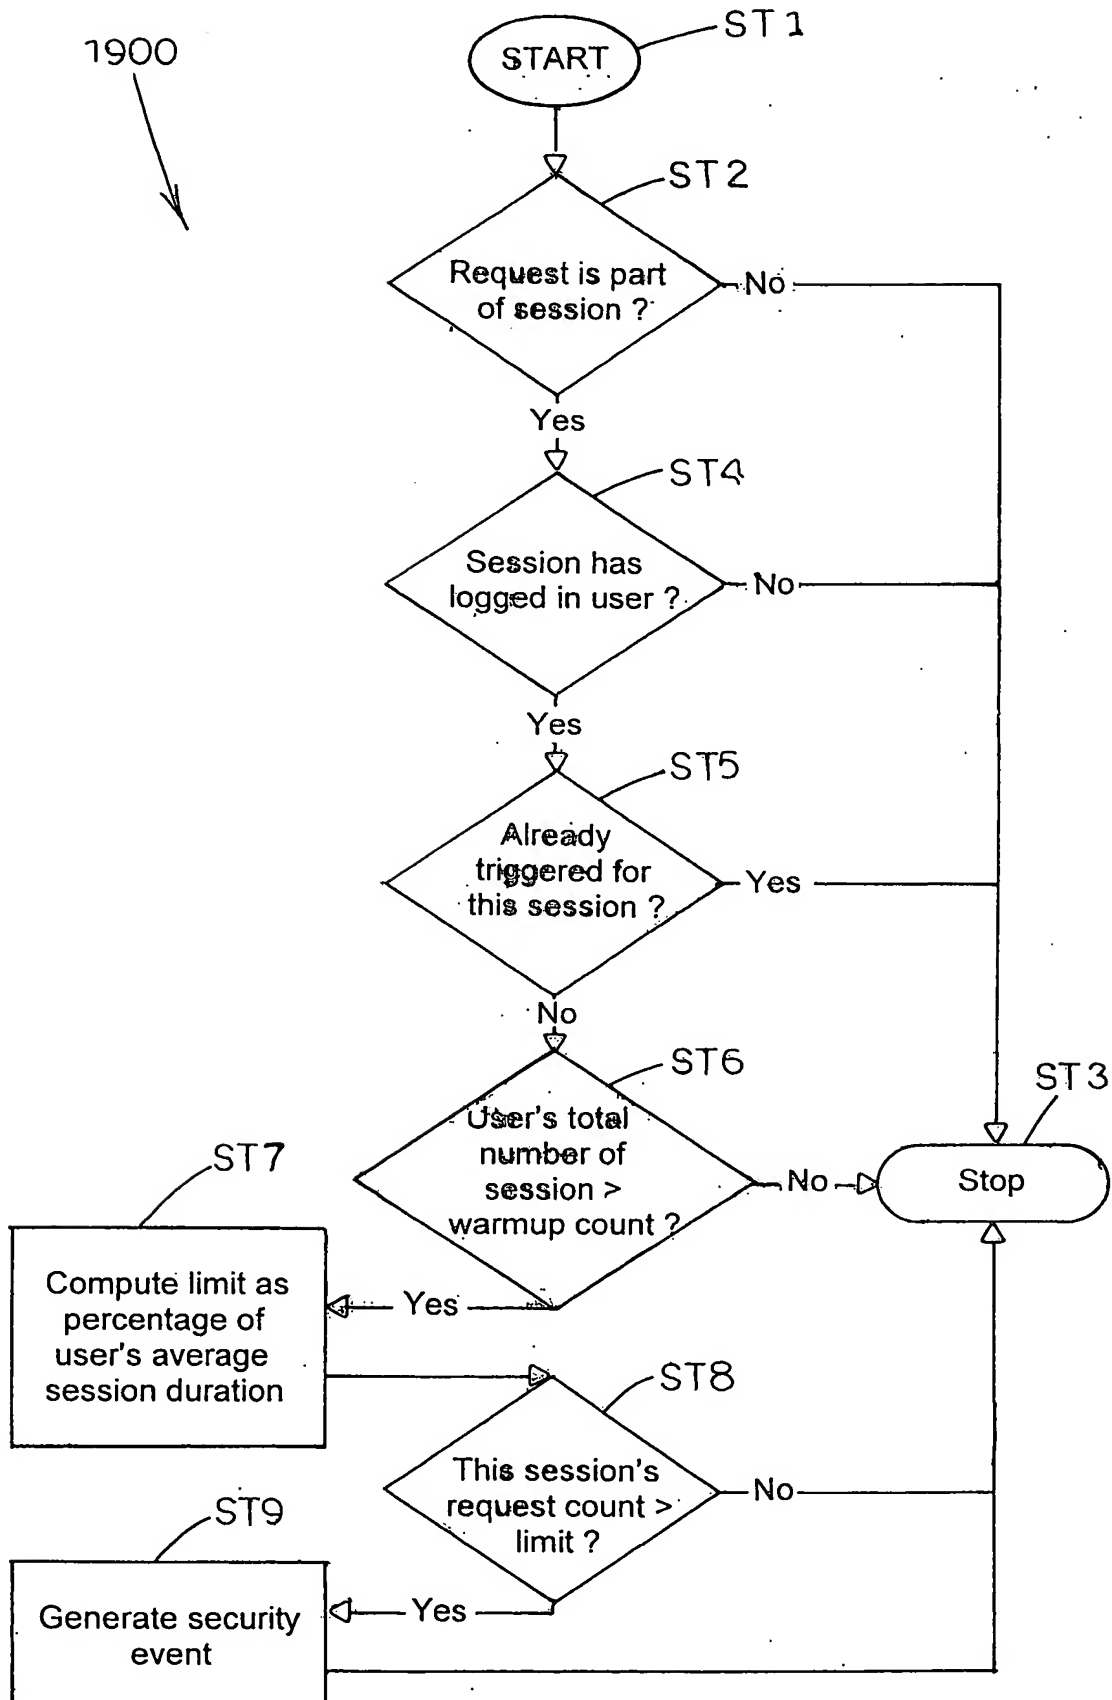 1900
START
ST1
ST2
Request is part
of session ?
No
Yes
ST4
Session has
logged in user ?
No
Yes
ST5
Already
triggered for
this session ?
Yes
No
ST6
User's total
number of
session >
warmup count ?
No
ST3
Stop
ST7
Compute limit as
percentage of
user's average
session duration
Yes
ST8
This session's
request count >
limit ?
No
ST9
Generate security
event
Yes